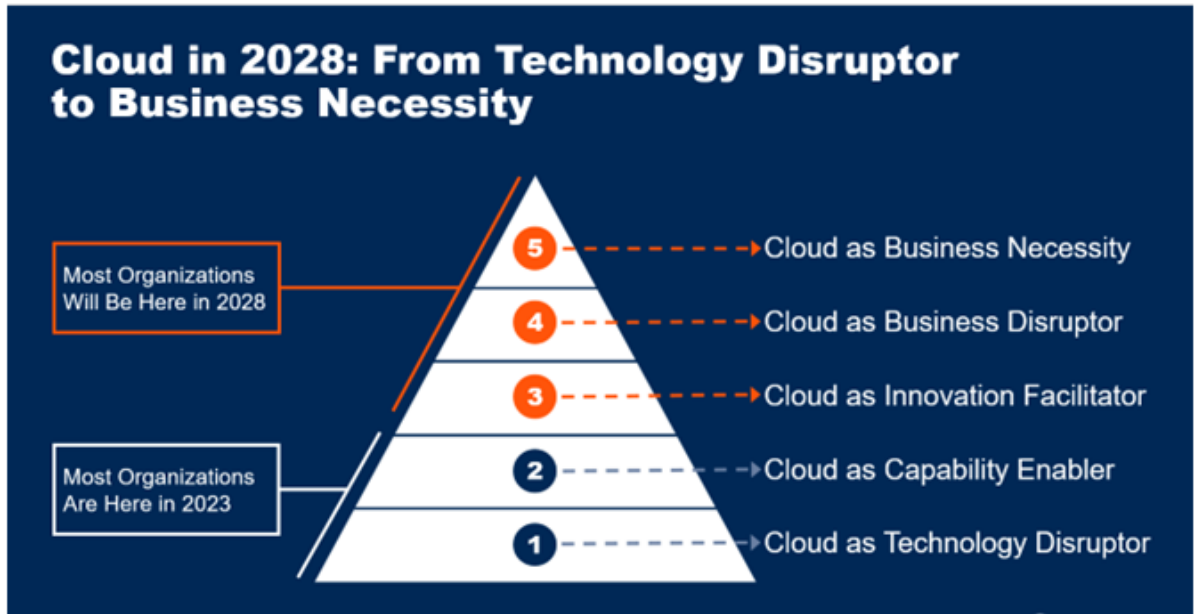 Cloud in 2028: From Technology Disruptor
to Business Necessity
Most Organizations
Will Be Here in 2028
5
Cloud as Business Necessity
4
Cloud as Business Disruptor
3
Cloud as Innovation Facilitator
Most Organizations
Are Here in 2023
2
Cloud as Capability Enabler
1
Cloud as Technology Disruptor